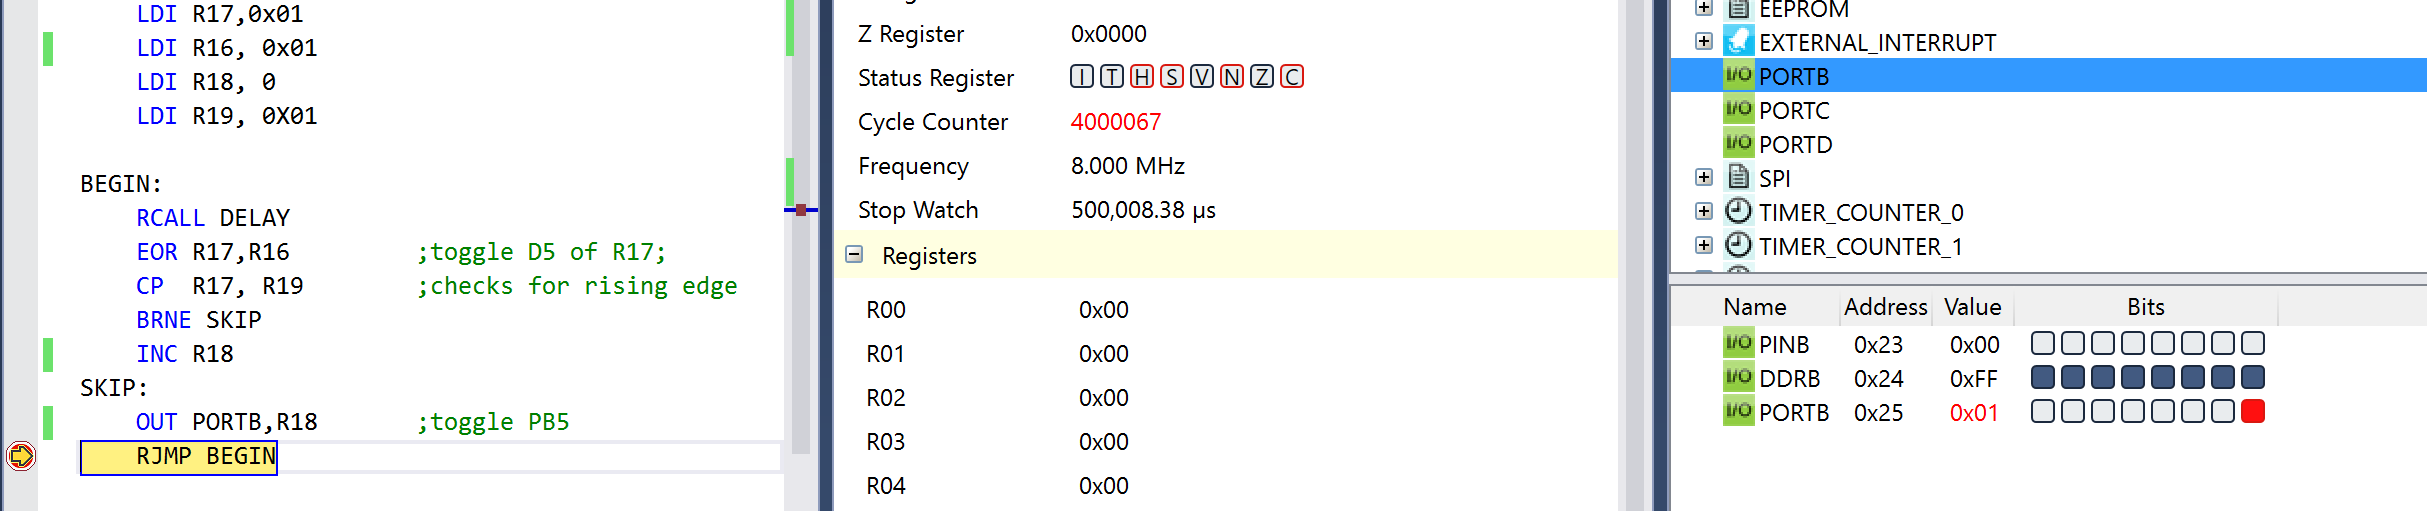 LDI R17,0x01
LDI R16, 0x01
LDI R18, 0
LDI R19, 0X01
BEGIN:
RCALL DELAY
EOR R17,R16 ;toggle D5 of R17;
CP R17, R19 ;checks for rising edge
BRNE SKIP
INC R18
SKIP:
OUT PORTB,R18 ;toggle PB5
RJMP BEGIN
Z Register 0x0000
Status Register I T H S V N Z C
Cycle Counter 4000067
Frequency 8.000 MHz
Stop Watch 500,008.38 µs
Registers
R00 0x00
R01 0x00
R02 0x00
R03 0x00
R04 0x00
EEPROM
EXTERNAL_INTERRUPT
I/O PORTB
I/O PORTC
I/O PORTD
SPI
TIMER_COUNTER_0
TIMER_COUNTER_1
Name Address Value Bits
I/O PINB 0x23 0x00
I/O DDRB 0x24 0xFF
I/O PORTB 0x25 0x01